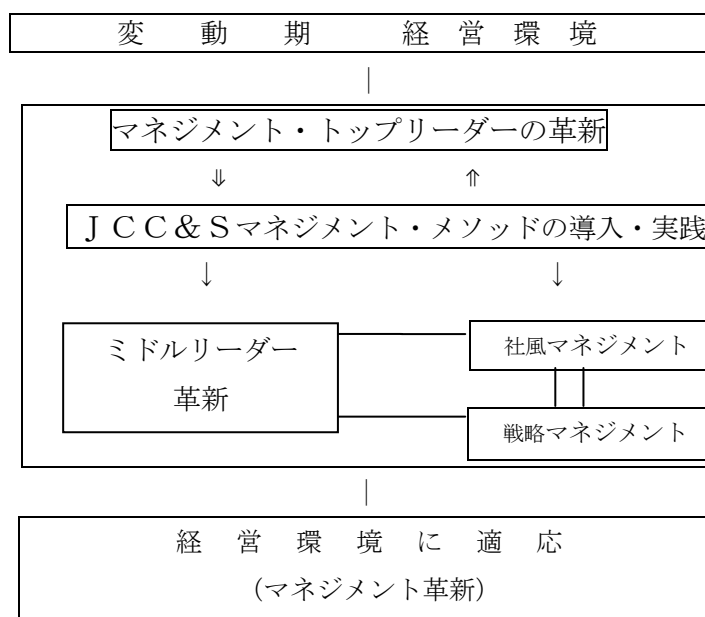 変動期 経営環境
マネジメント・トップリーダーの革新
⇓ ⇑
ＪＣＣ＆Ｓマネジメント・メソッドの導入・実践
↓ ↓
ミドルリーダー
革新
社風マネジメント
戦略マネジメント
経営環境に適応
(マネジメント革新)